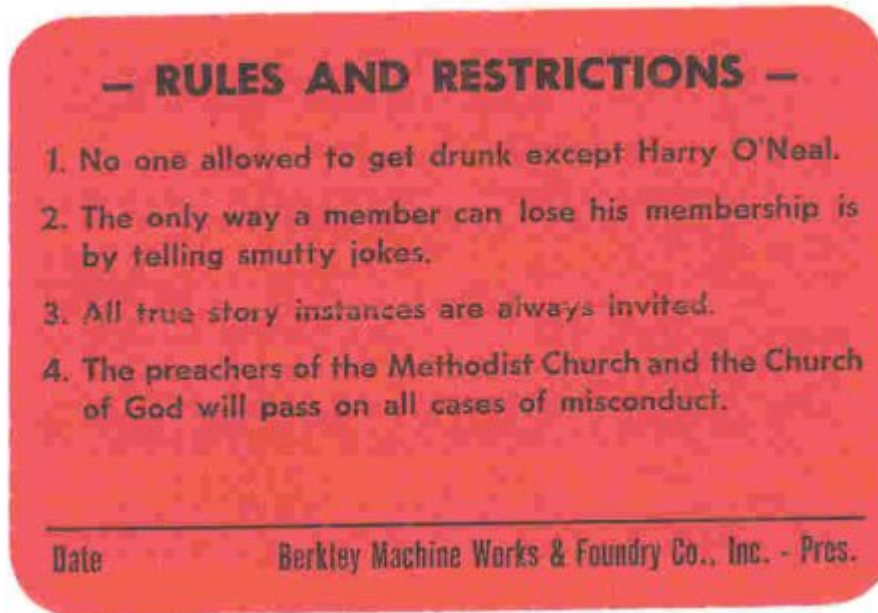 – RULES AND RESTRICTIONS –
1. No one allowed to get drunk except Harry O'Neal.
2. The only way a member can lose his membership is
by telling smutty jokes.
3. All true story instances are always invited.
4. The preachers of the Methodist Church and the Church
of God will pass on all cases of misconduct.
Date Berkley Machine Works & Foundry Co., Inc. - Pres.